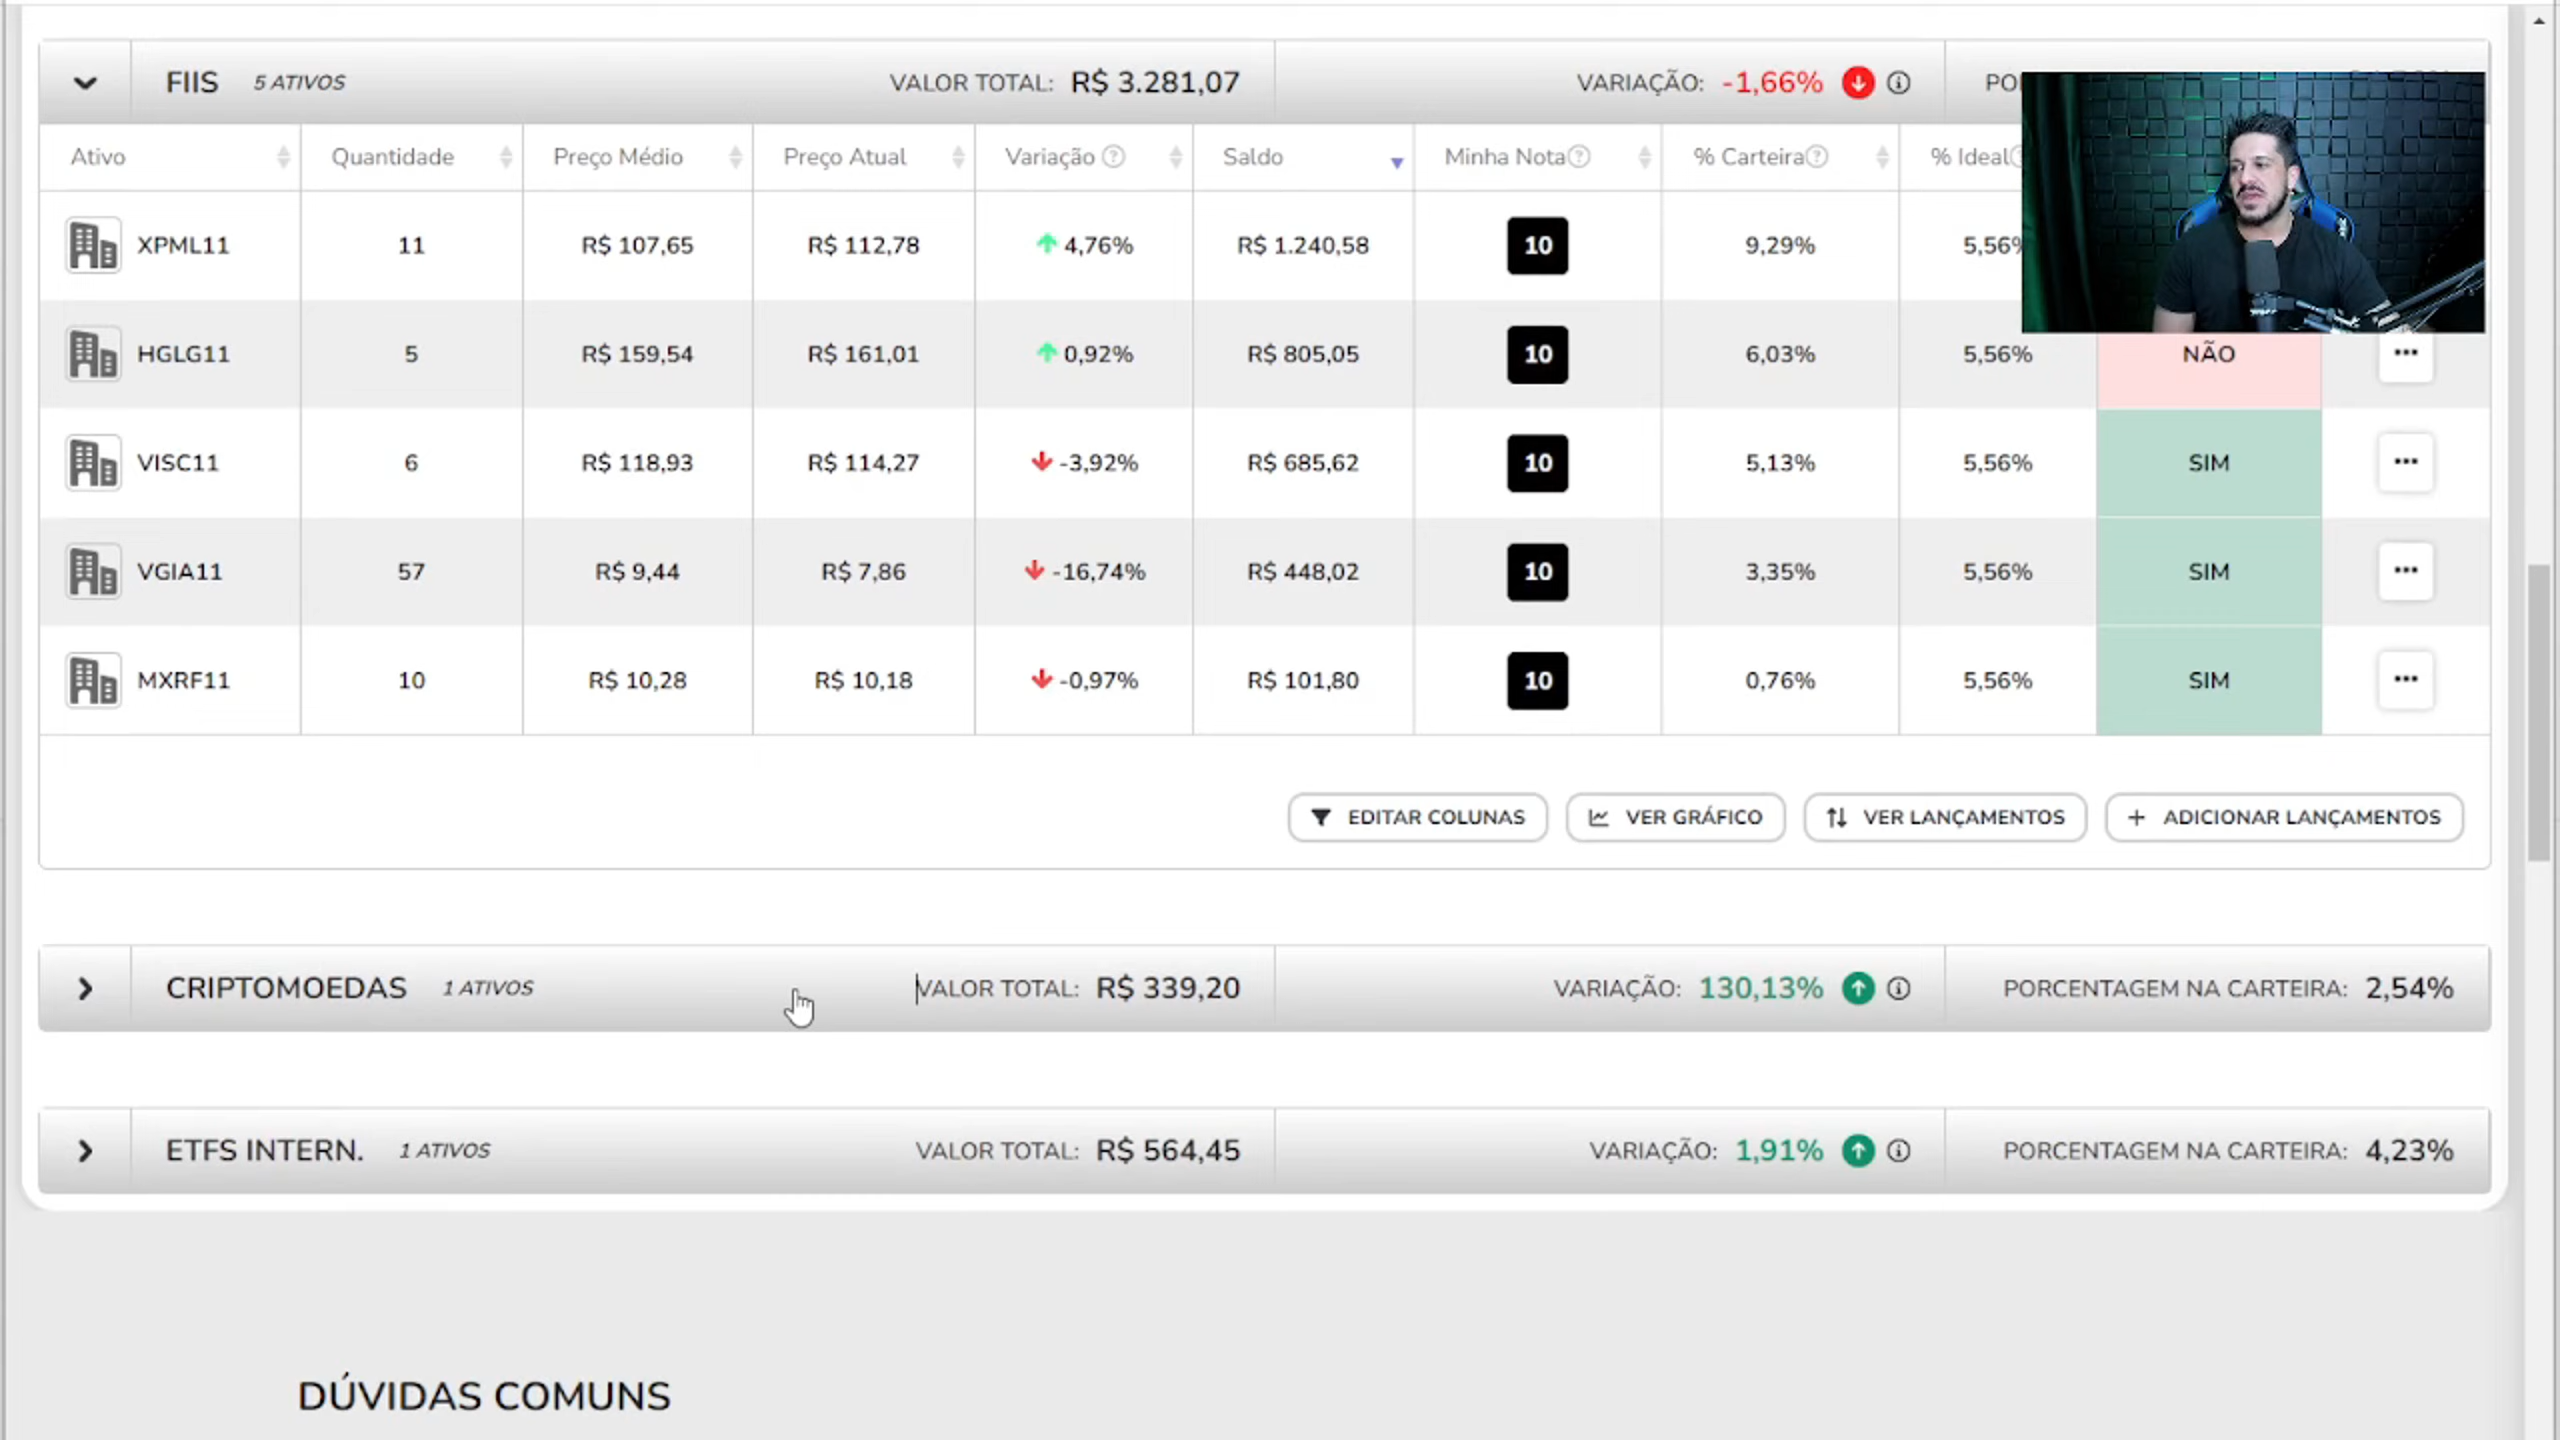 FIIS 5 ATIVOS VALOR TOTAL: R$ 3.281,07 VARIAÇÃO: -1,66%
Ativo Quantidade Preço Médio Preço Atual Variação Saldo Minha Nota % Carteira % Ideal
XPML11 11 R$ 107,65 R$ 112,78 4,76% R$ 1.240,58 10 9,29% 5,56%
HGLG11 5 R$ 159,54 R$ 161,01 0,92% R$ 805,05 10 6,03% 5,56% NÃO
VISC11 6 R$ 118,93 R$ 114,27 -3,92% R$ 685,62 10 5,13% 5,56% SIM
VGIA11 57 R$ 9,44 R$ 7,86 -16,74% R$ 448,02 10 3,35% 5,56% SIM
MXRF11 10 R$ 10,28 R$ 10,18 -0,97% R$ 101,80 10 0,76% 5,56% SIM
EDITAR COLUNAS VER GRÁFICO VER LANÇAMENTOS + ADICIONAR LANÇAMENTOS
CRIPTOMOEDAS 1 ATIVOS VALOR TOTAL: R$ 339,20 VARIAÇÃO: 130,13% PORCENTAGEM NA CARTEIRA: 2,54%
ETFS INTERN. 1 ATIVOS VALOR TOTAL: R$ 564,45 VARIAÇÃO: 1,91% PORCENTAGEM NA CARTEIRA: 4,23%
DÚVIDAS COMUNS